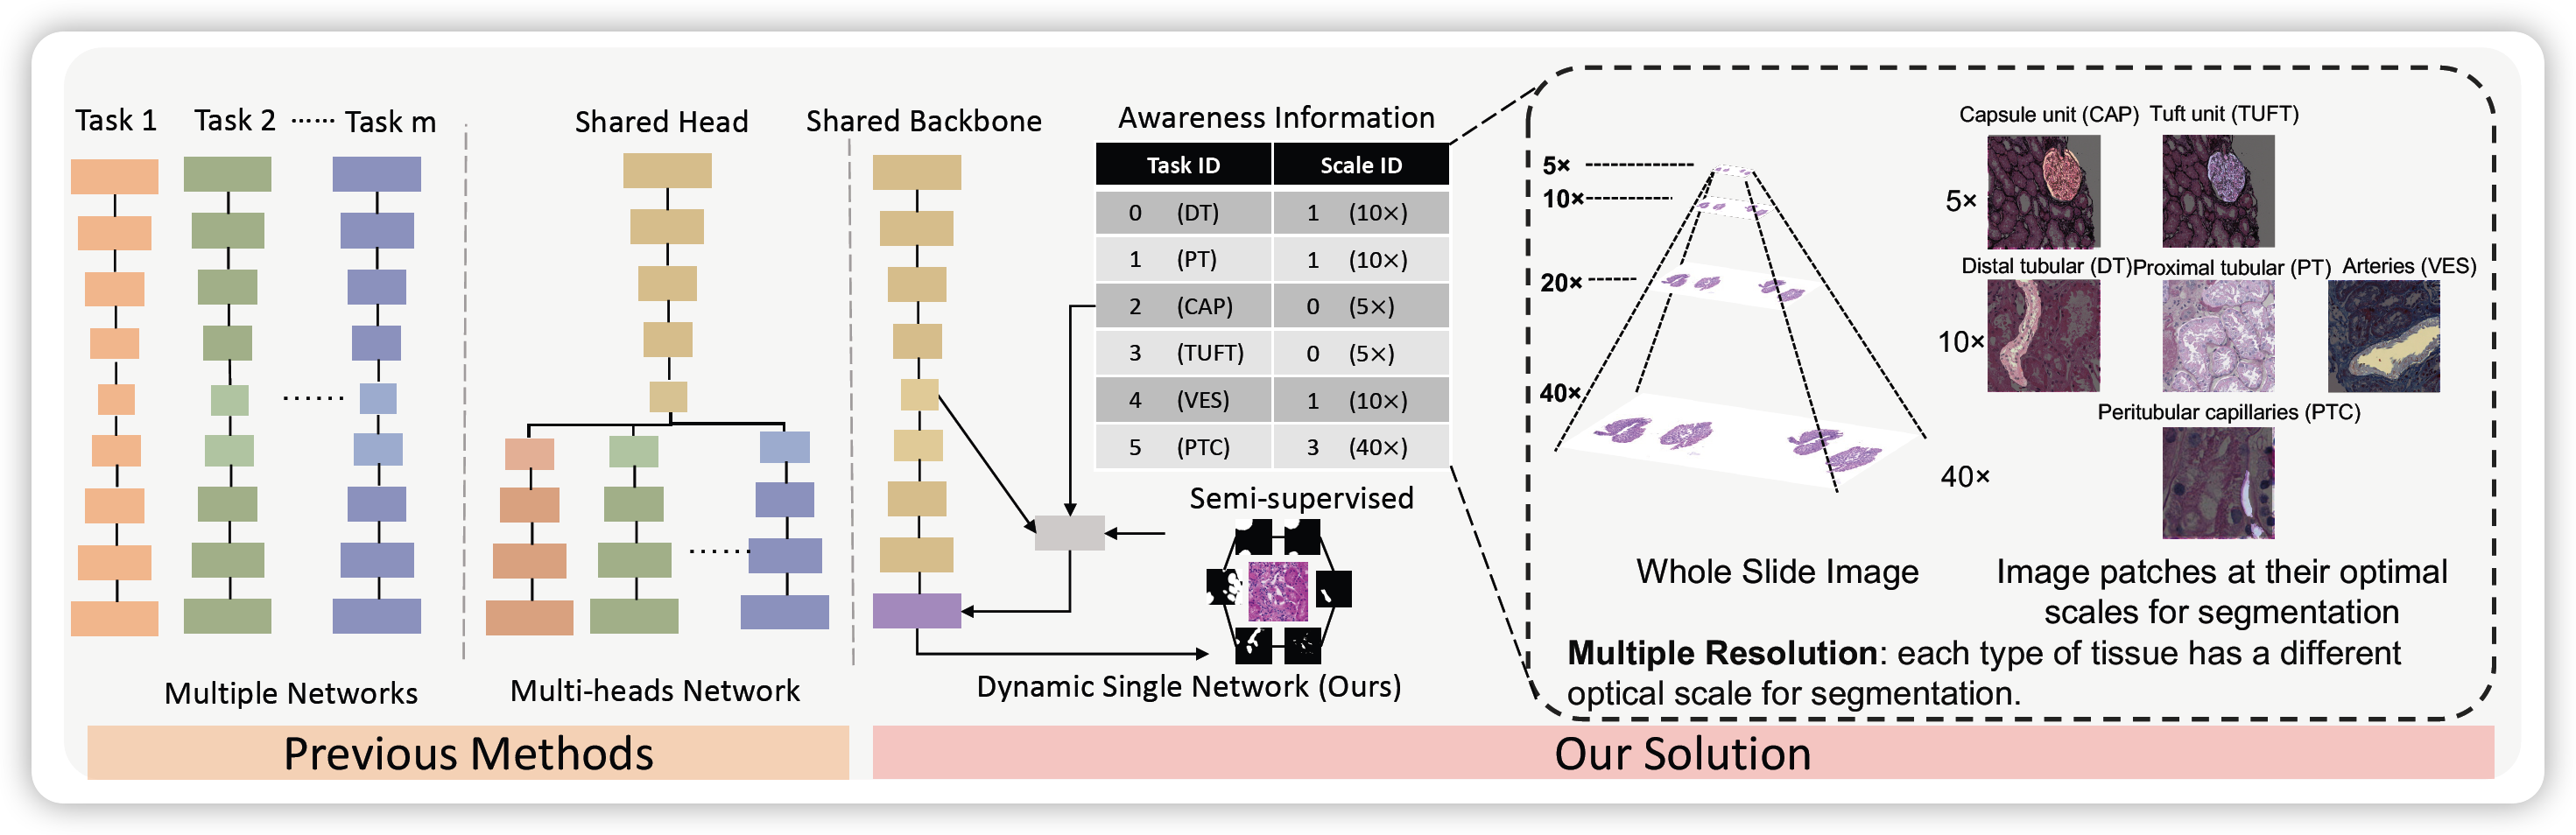 Task 1 Task 2 ······ Task m
······
Multiple Networks
Shared Head
······
Multi-heads Network
Previous Methods
Shared Backbone
Awareness Information
Task ID Scale ID
0 (DT) 1 (10×)
1 (PT) 1 (10×)
2 (CAP) 0 (5×)
3 (TUFT) 0 (5×)
4 (VES) 1 (10×)
5 (PTC) 3 (40×)
Semi-supervised
Dynamic Single Network (Ours)
5×
10×
20×
40×
Whole Slide Image
Capsule unit (CAP) Tuft unit (TUFT)
5×
Distal tubular (DT) Proximal tubular (PT) Arteries (VES)
10×
Peritubular capillaries (PTC)
40×
Image patches at their optimal
scales for segmentation
Multiple Resolution: each type of tissue has a different
optical scale for segmentation.
Our Solution